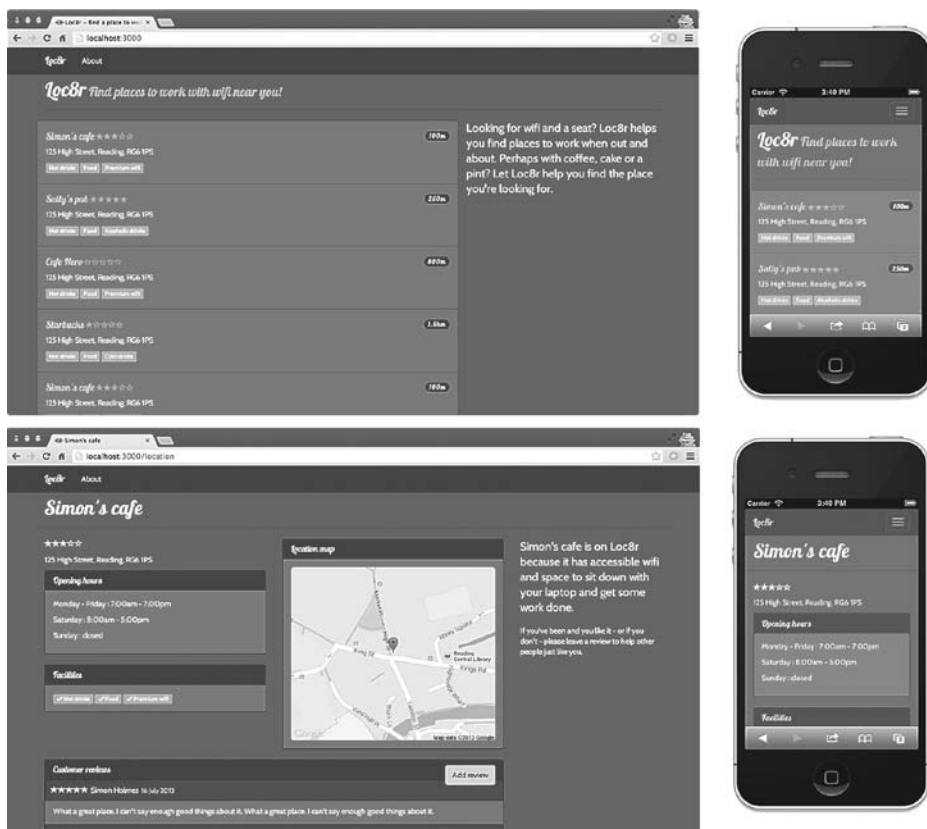 Loc8r - find a place to wor
localhost:3000
Loc8r About
Loc8r Find places to work with wifi near you!
Simon's cafe ★★★☆☆ 100m
125 High Street, Reading, RG6 1PS
Hot drinks Food Premium wifi
Sally's pub ★★★★★ 250m
125 High Street, Reading, RG6 1PS
Hot drinks Food Alcoholic drinks
Cafe Hero ☆☆☆☆☆ 800m
125 High Street, Reading, RG6 1PS
Hot drinks Food Premium wifi
Starbucks ★☆☆☆☆ 1.5km
125 High Street, Reading, RG6 1PS
Hot drinks Food Cold drinks
Simon's cafe ★★★☆☆ 100m
125 High Street, Reading, RG6 1PS
Looking for wifi and a seat? Loc8r helps
you find places to work when out and
about. Perhaps with coffee, cake or a
pint? Let Loc8r help you find the place
you're looking for.
Carrier 3:40 PM
Loc8r
Loc8r Find places to work
with wifi near you!
Simon's cafe ★★★☆☆ 100m
125 High Street, Reading, RG6 1PS
Hot drinks Food Premium wifi
Sally's pub ★★★★★ 250m
125 High Street, Reading, RG6 1PS
Hot drinks Food Alcoholic drinks
Simon's cafe
localhost:3000/location
Loc8r About
Simon's cafe
★★★☆☆
125 High Street, Reading, RG6 1PS
Opening hours
Monday - Friday : 7:00am - 7:00pm
Saturday : 8:00am - 5:00pm
Sunday : closed
Facilities
✓Hot drinks ✓Food ✓Premium wifi
Location map
King St
Reading
Central Library
Kings Rd
Google
Map data ©2013 Google
Simon's cafe is on Loc8r
because it has accessible wifi
and space to sit down with
your laptop and get some
work done.
If you've been and you like it - or if you
don't - please leave a review to help other
people just like you.
Customer reviews
Add review
★★★★★ Simon Holmes 16 July 2013
What a great place. I can't say enough good things about it. What a great place. I can't say enough good things about it.
Carrier 3:40 PM
Loc8r
Simon's cafe
★★★☆☆
125 High Street, Reading, RG6 1PS
Opening hours
Monday - Friday : 7:00am - 7:00pm
Saturday : 8:00am - 5:00pm
Sunday : closed
Facilities